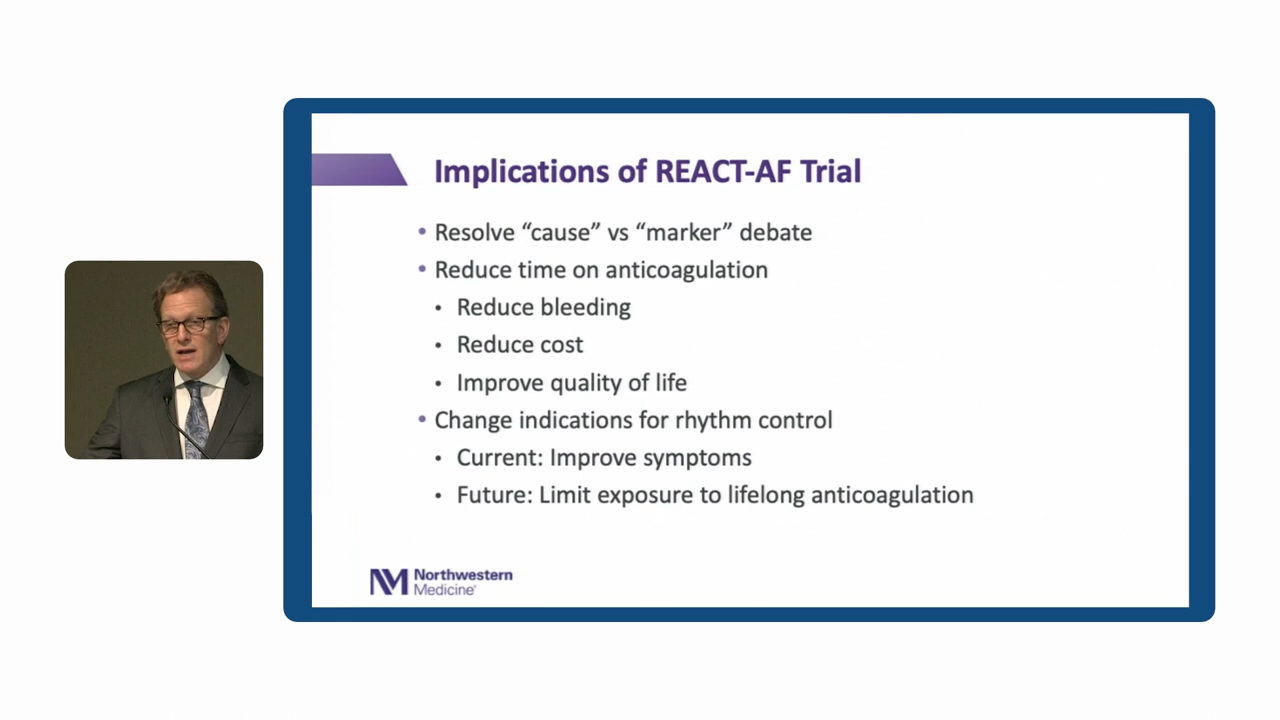 Implications of REACT-AF Trial
• Resolve “cause” vs “marker” debate
• Reduce time on anticoagulation
• Reduce bleeding
• Reduce cost
• Improve quality of life
• Change indications for rhythm control
• Current: Improve symptoms
• Future: Limit exposure to lifelong anticoagulation
NM Northwestern
Medicine®